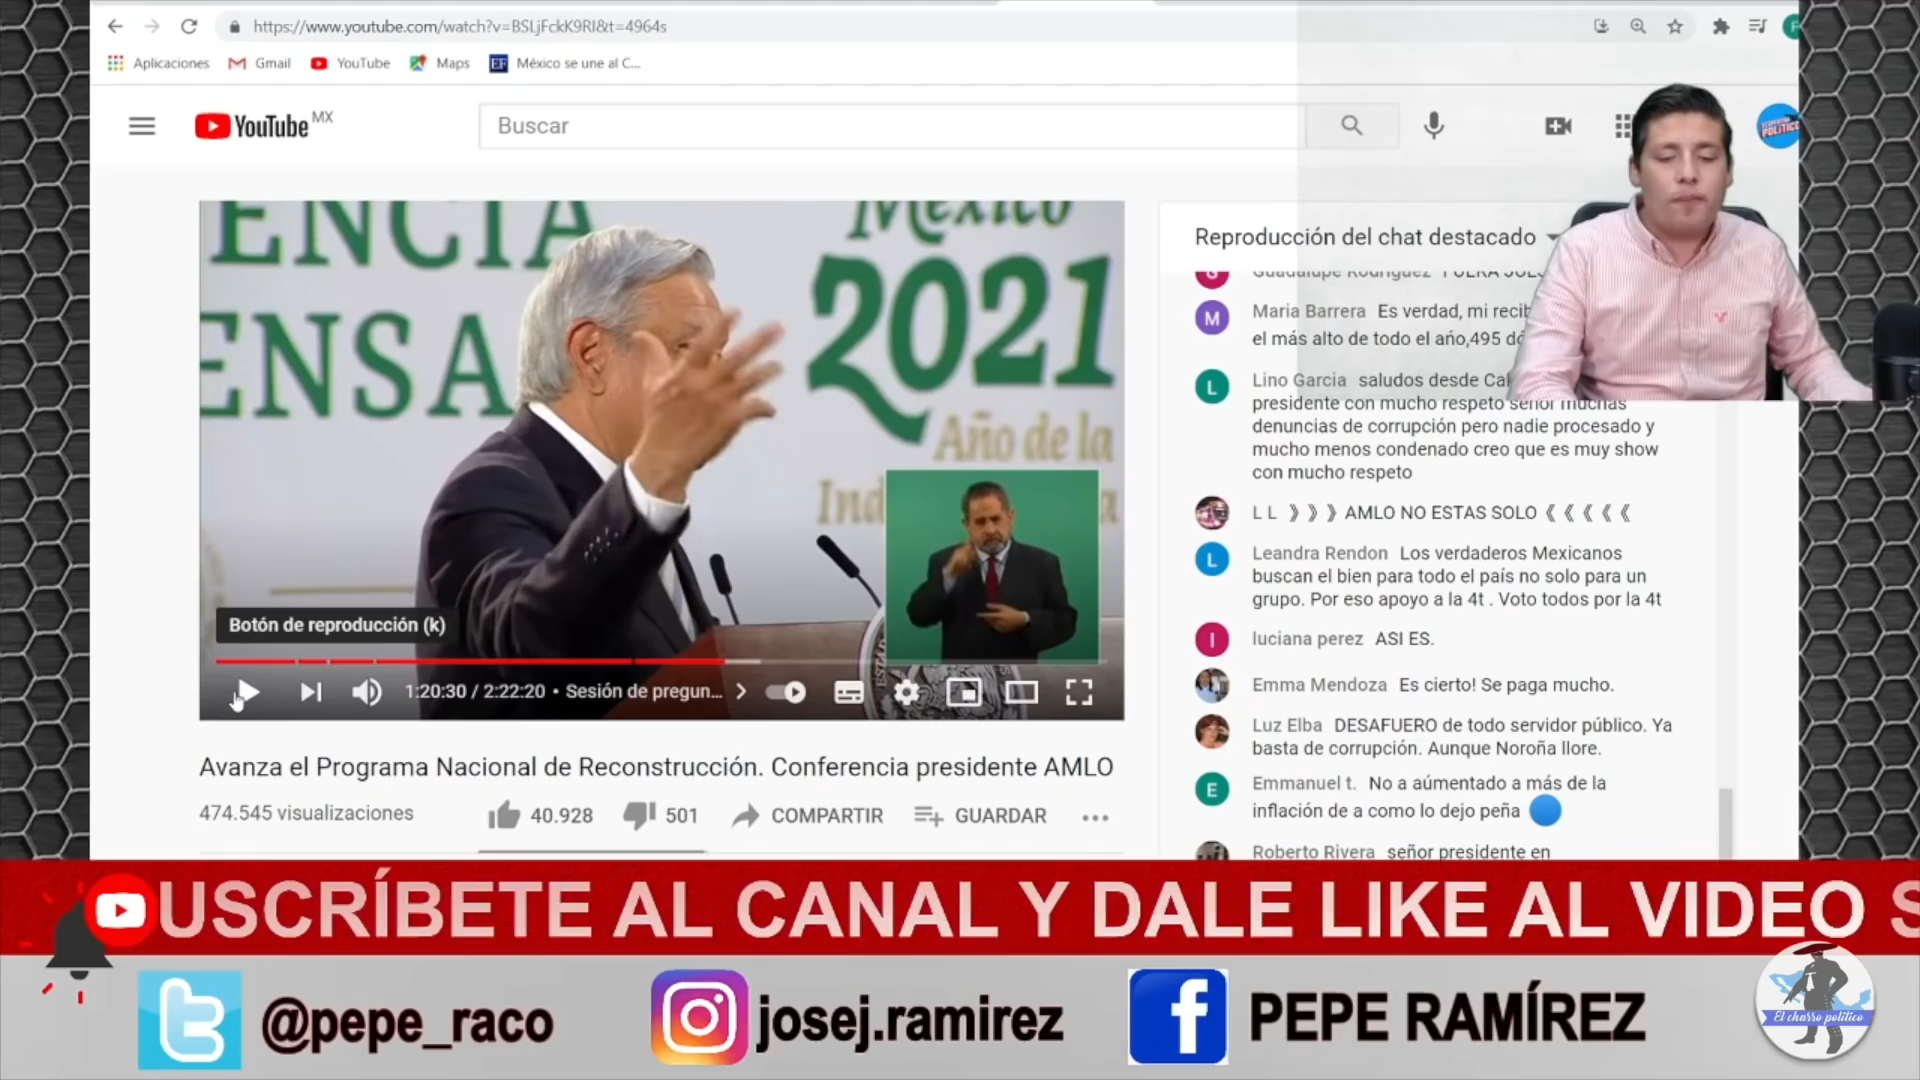 https://www.youtube.com/watch?v=BSLjFckK9RI&t=4964s
Aplicaciones
Gmail
YouTube
Maps
EF
México se une al C...
YouTube MX
Buscar
POLÍTICO
ENCIA
ENSA
México
2021
Año de la
Ind
Botón de reproducción (k)
1:20:30 / 2:22:20 • Sesión de pregun...
Avanza el Programa Nacional de Reconstrucción. Conferencia presidente AMLO
474.545 visualizaciones
40.928
501
COMPARTIR
GUARDAR
Reproducción del chat destacado
G
Guadalupe Rodriguez FUERA
M
Maria Barrera Es verdad, mi recib
el más alto de todo el año,495 dó
L
Lino Garcia saludos desde Cal
presidente con mucho respeto señor muchas
denuncias de corrupción pero nadie procesado y
mucho menos condenado creo que es muy show
con mucho respeto
L L 》》》AMLO NO ESTAS SOLO《《《《《
L
Leandra Rendon Los verdaderos Mexicanos
buscan el bien para todo el país no solo para un
grupo. Por eso apoyo a la 4t . Voto todos por la 4t
I
luciana perez ASI ES.
Emma Mendoza Es cierto! Se paga mucho.
Luz Elba DESAFUERO de todo servidor público. Ya
basta de corrupción. Aunque Noroña llore.
E
Emmanuel t. No a aúmentado a más de la
inflación de a como lo dejo peña
Roberto Rivera señor presidente en
USCRÍBETE AL CANAL Y DALE LIKE AL VIDEO S
@pepe_raco
josej.ramirez
PEPE RAMÍREZ
El charro político